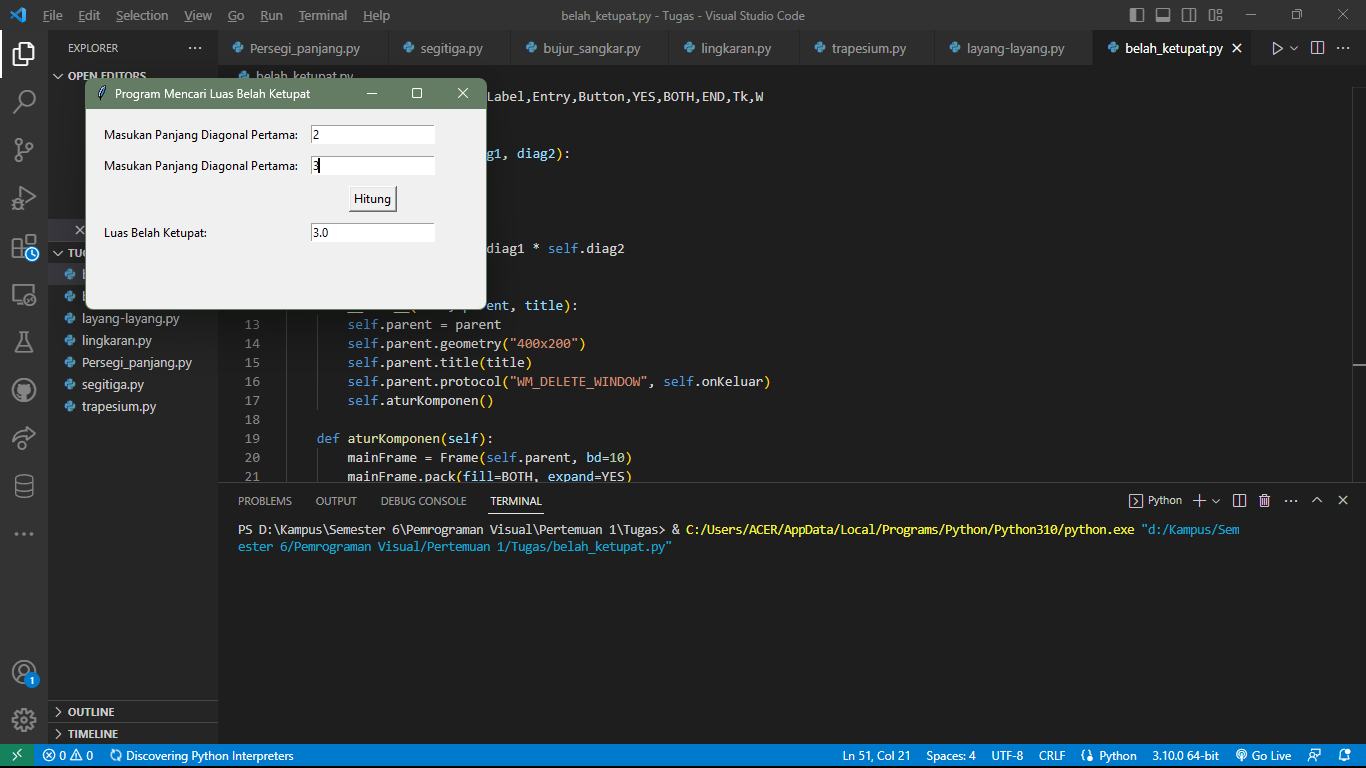 File Edit Selection View Go Run Terminal Help
belah_ketupat.py - Tugas - Visual Studio Code
EXPLORER
Persegi_panjang.py segitiga.py bujur_sangkar.py lingkaran.py trapesium.py layang-layang.py belah_ketupat.py
OPEN EDITORS
belah_ketupat.py
Program Mencari Luas Belah Ketupat
Masukan Panjang Diagonal Pertama: 2
Masukan Panjang Diagonal Pertama: 3
Hitung
Luas Belah Ketupat: 3.0
Label,Entry,Button,YES,BOTH,END,Tk,W
g1, diag2):
diag1 * self.diag2
parent, title):
layang-layang.py
lingkaran.py
Persegi_panjang.py
segitiga.py
trapesium.py
13 self.parent = parent
14 self.parent.geometry("400x200")
15 self.parent.title(title)
16 self.parent.protocol("WM_DELETE_WINDOW", self.onKeluar)
17 self.aturKomponen()
18
19 def aturKomponen(self):
20 mainFrame = Frame(self.parent, bd=10)
21 mainFrame.pack(fill=BOTH, expand=YES)
PROBLEMS OUTPUT DEBUG CONSOLE TERMINAL
Python
PS D:\Kampus\Semester 6\Pemrograman Visual\Pertemuan 1\Tugas> & C:/Users/ACER/AppData/Local/Programs/Python/Python310/python.exe "d:/Kampus/Sem
ester 6/Pemrograman Visual/Pertemuan 1/Tugas/belah_ketupat.py"
1
OUTLINE
TIMELINE
0 0 Discovering Python Interpreters
Ln 51, Col 21 Spaces: 4 UTF-8 CRLF Python 3.10.0 64-bit Go Live